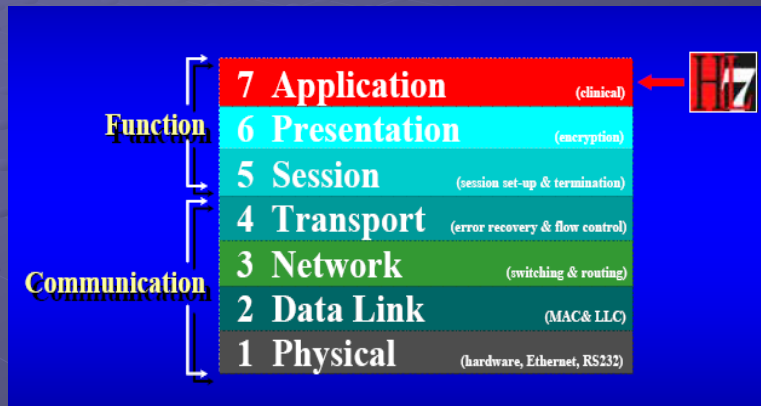 7 Application (clinical)
HL7
Function
6 Presentation (encryption)
5 Session (session set-up & termination)
4 Transport (error recovery & flow control)
3 Network (switching & routing)
Communication
2 Data Link (MAC& LLC)
1 Physical (hardware, Ethernet, RS232)